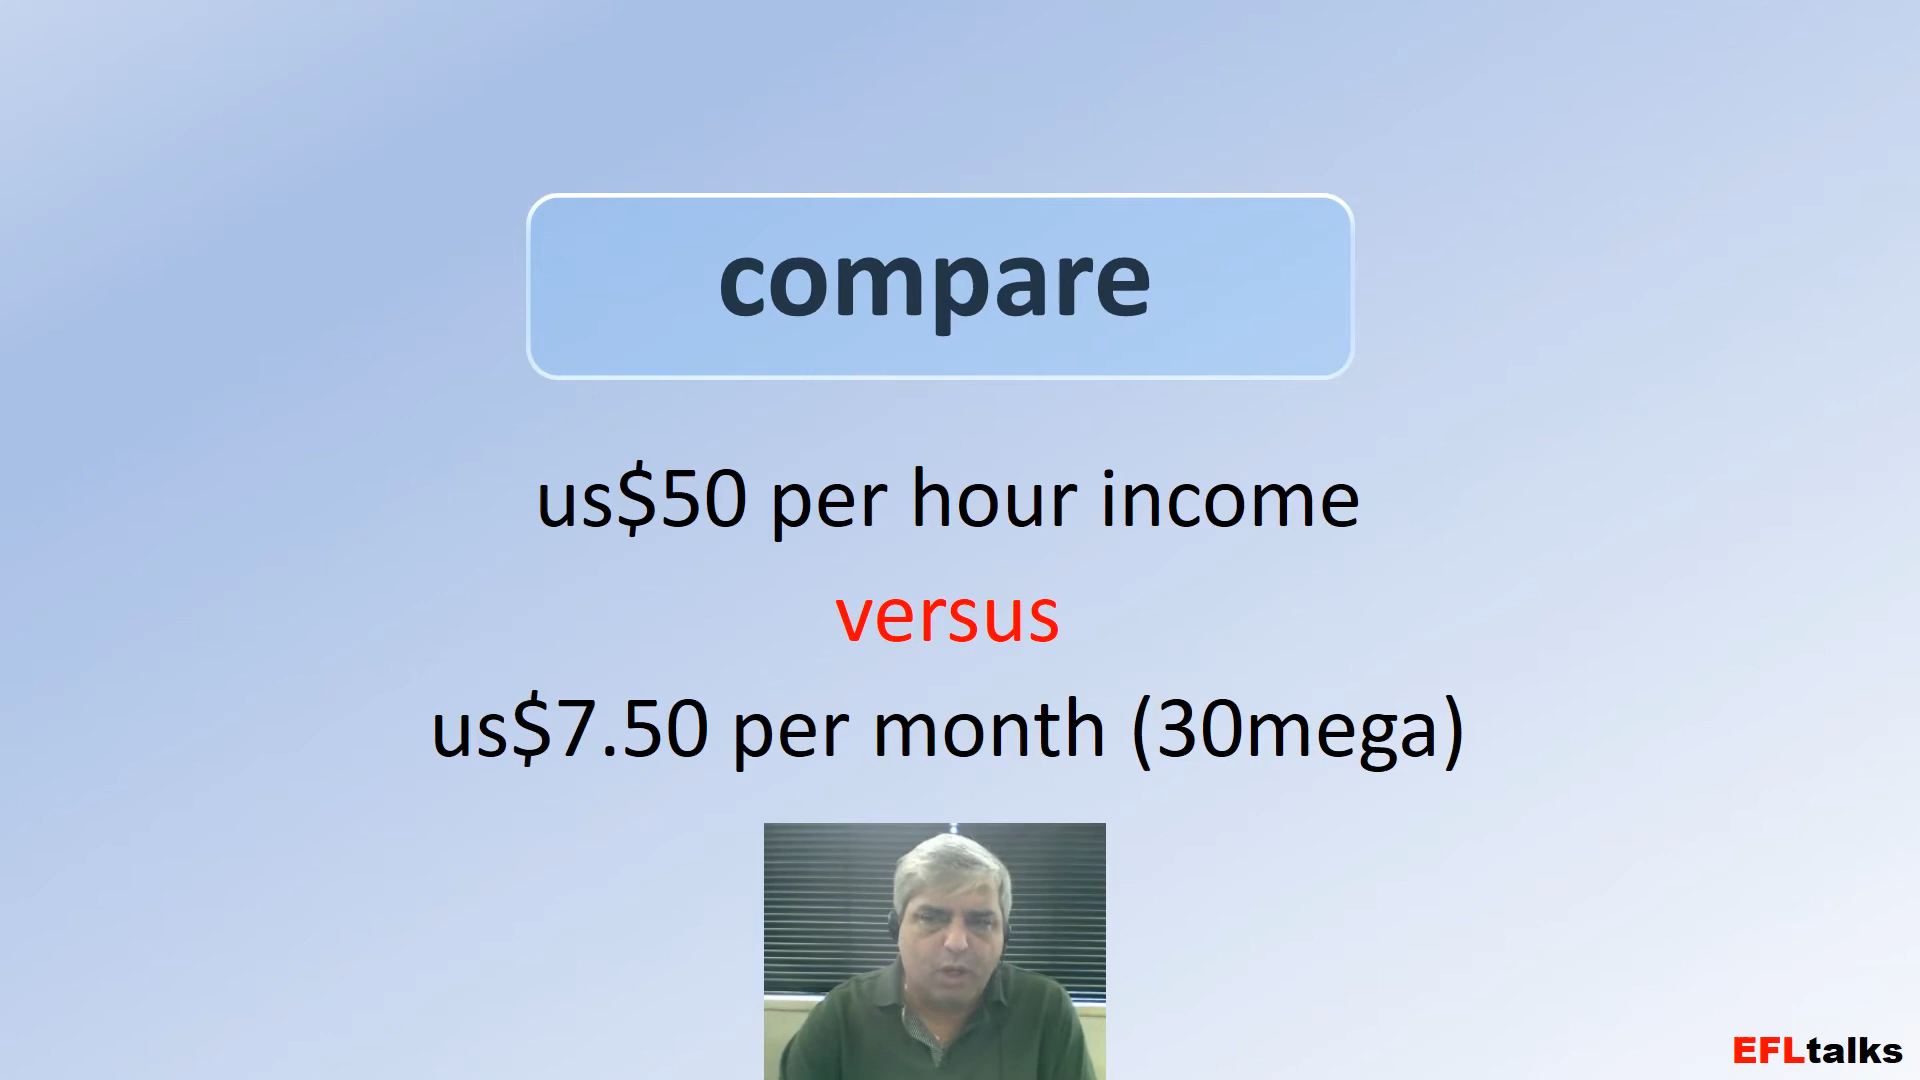 compare
us$50 per hour income
versus
us$7.50 per month (30mega)
EFLtalks